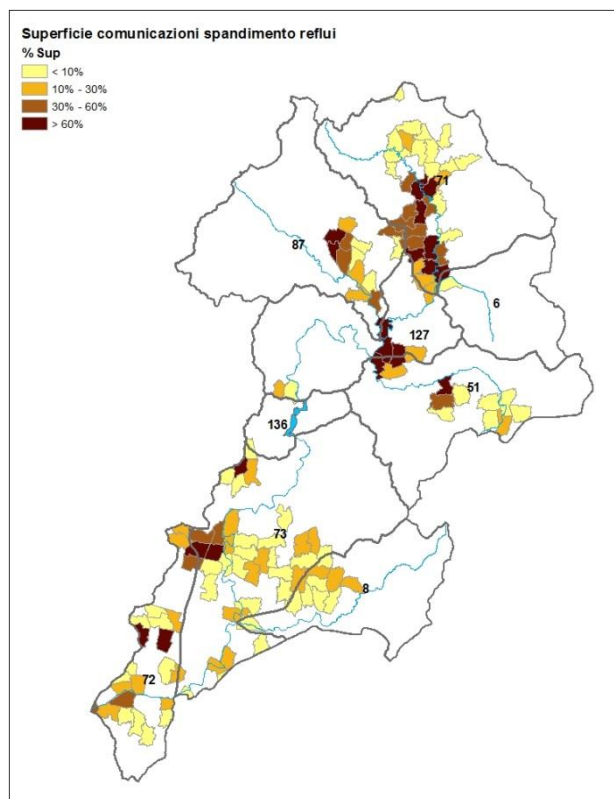 Superficie comunicazioni spandimento reflui
% Sup
< 10%
10% - 30%
30% - 60%
> 60%
71
87
6
127
51
136
73
8
72